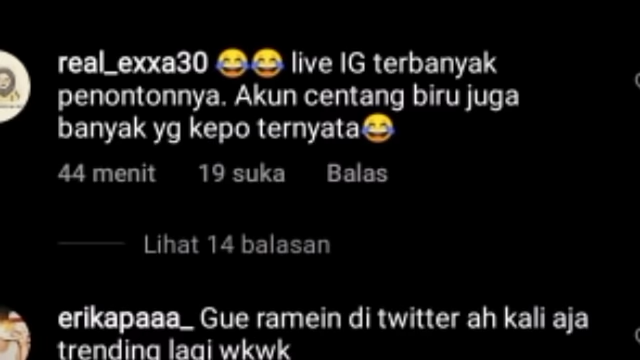 real_exxa30 😂😂 live IG terbanyak
penontonnya. Akun centang biru juga
banyak yg kepo ternyata😂
44 menit 19 suka Balas
Lihat 14 balasan
erikapaaa_ Gue ramein di twitter ah kali aja
trending lagi wkwk